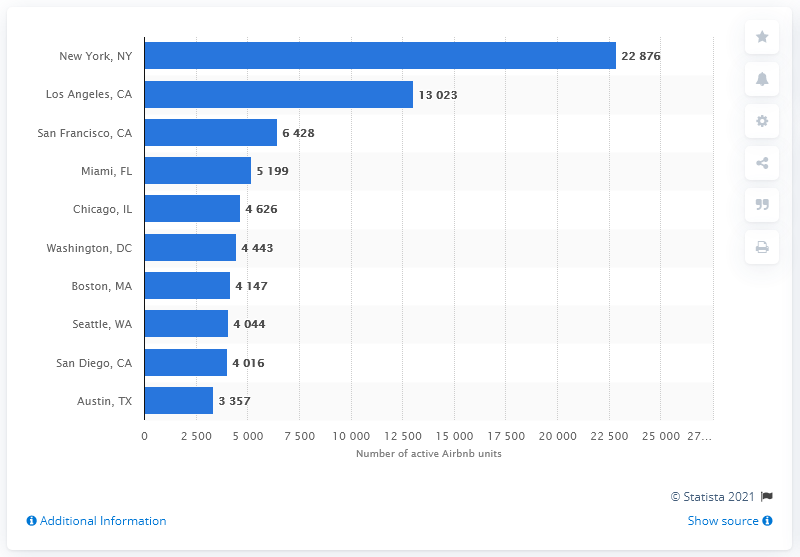 New York, NY 22 876
Los Angeles, CA 13 023
San Francisco, CA 6 428
Miami, FL 5 199
Chicago, IL 4 626
Washington, DC 4 443
Boston, MA 4 147
Seattle, WA 4 044
San Diego, CA 4 016
Austin, TX 3 357
0 2 500 5 000 7 500 10 000 12 500 15 000 17 500 20 000 22 500 25 000 27...
Number of active Airbnb units
© Statista 2021
Additional Information Show source